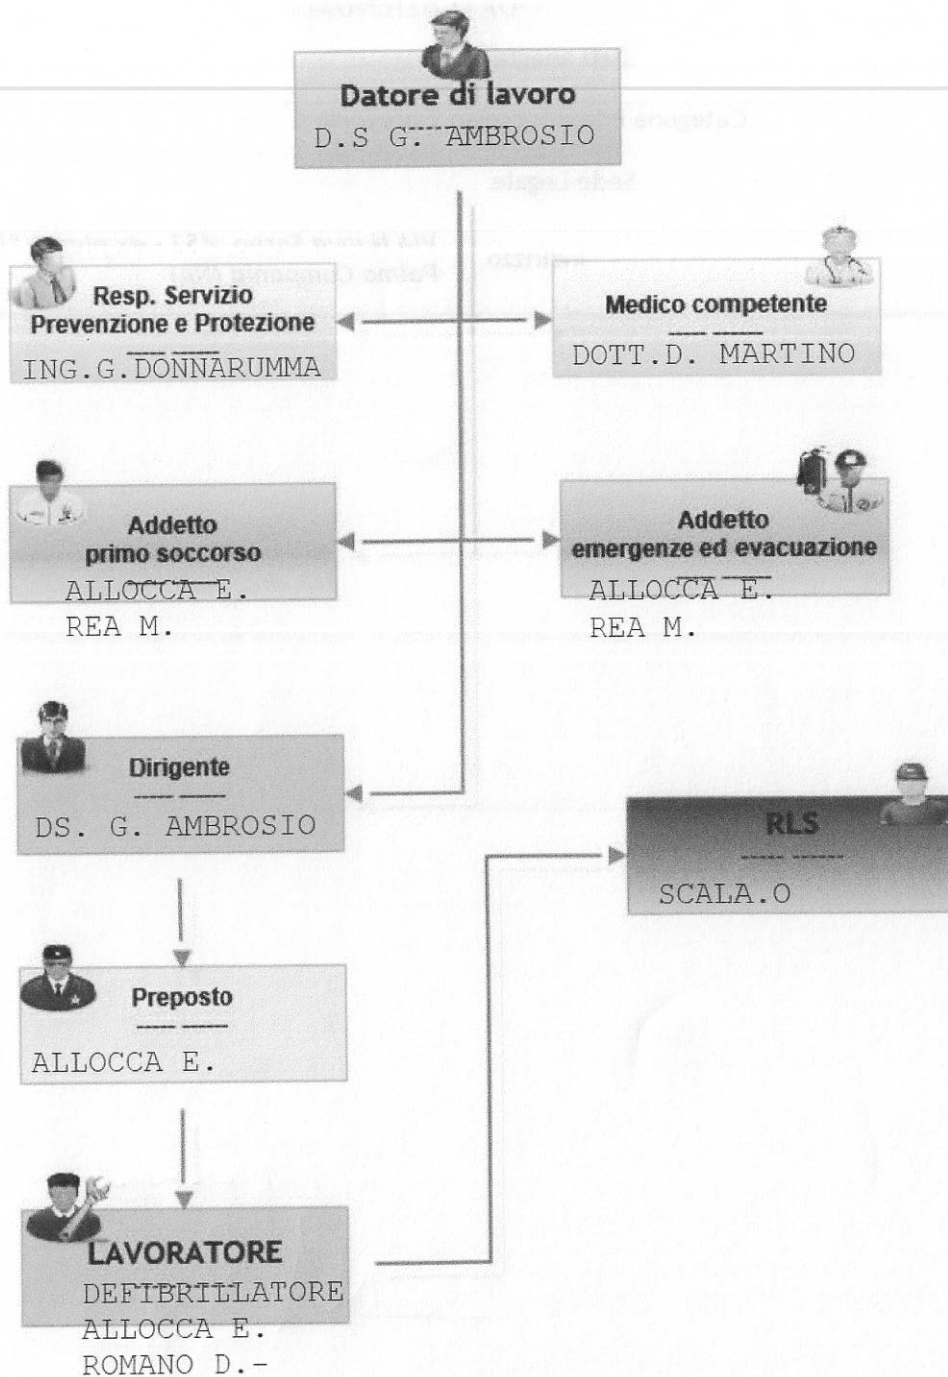 Datore di lavoro
D.S G. AMBROSIO
Resp. Servizio
Prevenzione e Protezione
ING.G.DONNARUMMA
Medico competente
DOTT.D. MARTINO
Addetto
primo soccorso
ALLOCCA E.
REA M.
Addetto
emergenze ed evacuazione
ALLOCCA E.
REA M.
Dirigente
DS. G. AMBROSIO
RLS
SCALA.O
Preposto
ALLOCCA E.
LAVORATORE
DEFIBRILLATORE
ALLOCCA E.
ROMANO D.-